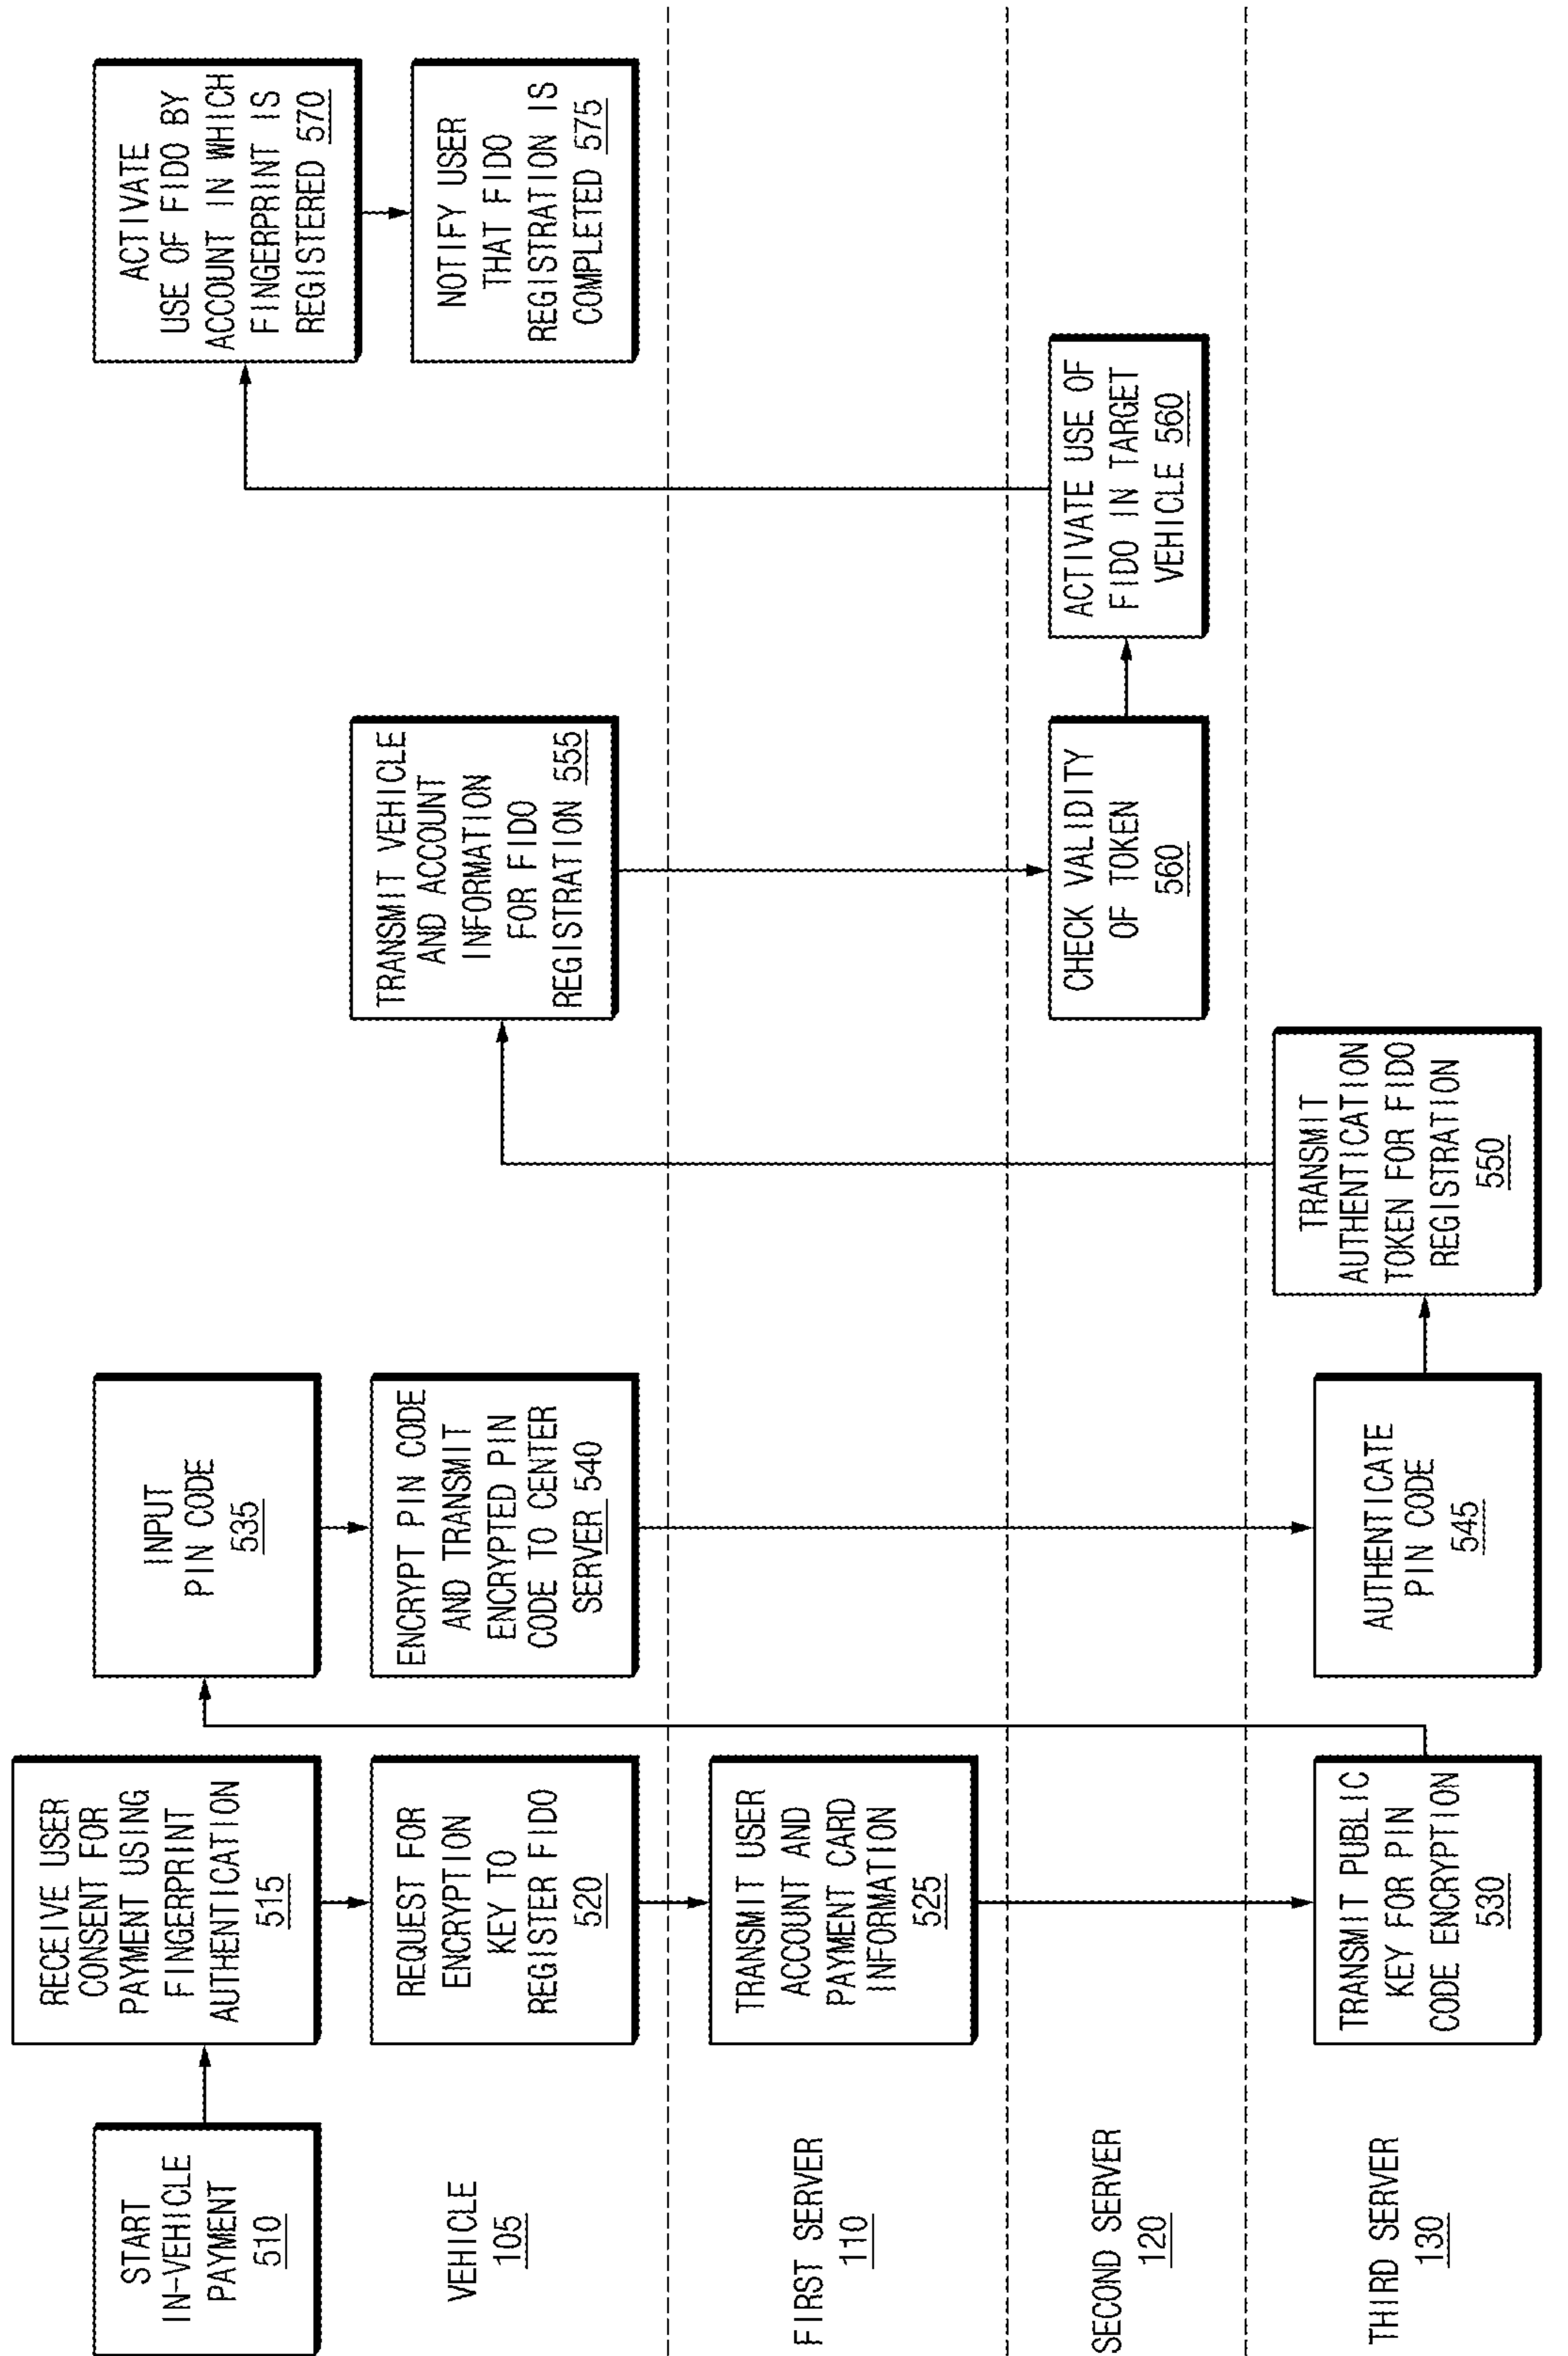 START
IN-VEHICLE
PAYMENT
510
RECEIVE USER
CONSENT FOR
PAYMENT USING
FINGERPRINT
AUTHENTICATION
515
INPUT
PIN CODE
535
ACTIVATE
USE OF FIDO BY
ACCOUNT IN WHICH
FINGERPRINT IS
REGISTERED 570
VEHICLE
105
REQUEST FOR
ENCRYPTION
KEY TO
REGISTER FIDO
520
ENCRYPT PIN CODE
AND TRANSMIT
ENCRYPTED PIN
CODE TO CENTER
SERVER 540
TRANSMIT VEHICLE
AND ACCOUNT
INFORMATION
FOR FIDO
REGISTRATION 555
NOTIFY USER
THAT FIDO
REGISTRATION IS
COMPLETED 575
FIRST SERVER
110
TRANSMIT USER
ACCOUNT AND
PAYMENT CARD
INFORMATION
525
SECOND SERVER
120
CHECK VALIDITY
OF TOKEN
560
ACTIVATE USE OF
FIDO IN TARGET
VEHICLE 560
THIRD SERVER
130
TRANSMIT PUBLIC
KEY FOR PIN
CODE ENCRYPTION
530
AUTHENTICATE
PIN CODE
545
TRANSMIT
AUTHENTICATION
TOKEN FOR FIDO
REGISTRATION
550